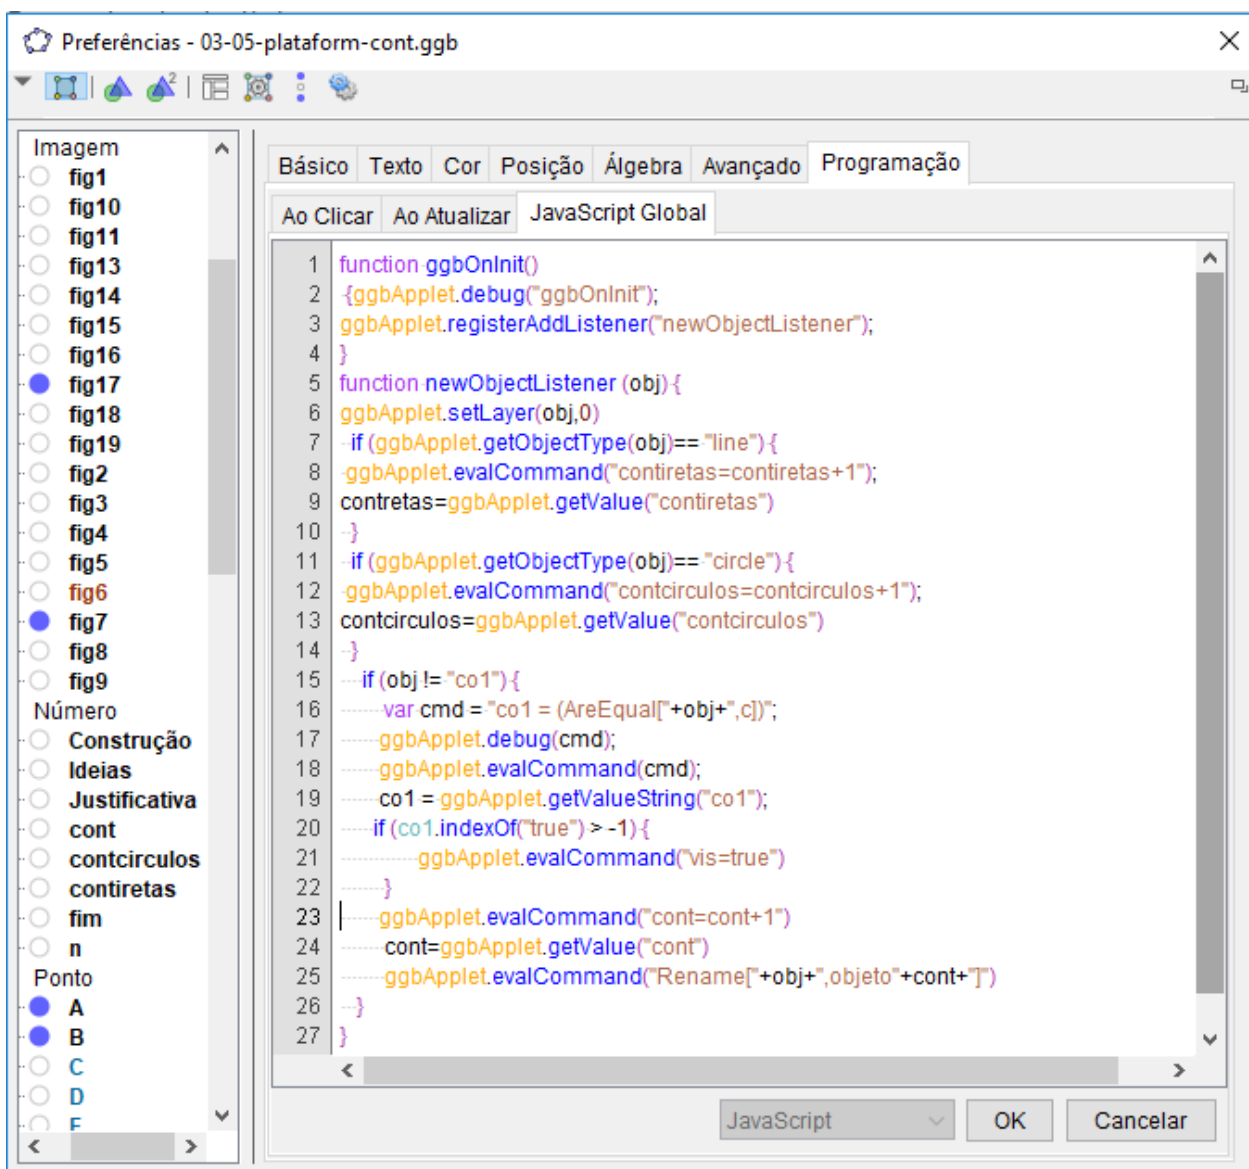 Preferências - 03-05-plataform-cont.ggb
Imagem
fig1
fig10
fig11
fig13
fig14
fig15
fig16
fig17
fig18
fig19
fig2
fig3
fig4
fig5
fig6
fig7
fig8
fig9
Número
Construção
Ideias
Justificativa
cont
contcirculos
contiretas
fim
n
Ponto
A
B
C
D
Básico Texto Cor Posição Álgebra Avançado Programação
Ao Clicar Ao Atualizar JavaScript Global
1 function ggbOnInit()
2 {ggbApplet.debug("ggbOnInit");
3 ggbApplet.registerAddListener("newObjectListener");
4 }
5 function newObjectListener (obj){
6 ggbApplet.setLayer(obj,0)
7 if (ggbApplet.getObjectType(obj)== "line"){
8 ggbApplet.evalCommand("contiretas=contiretas+1");
9 contretas=ggbApplet.getValue("contiretas")
10 }
11 if (ggbApplet.getObjectType(obj)== "circle"){
12 ggbApplet.evalCommand("contcirculos=contcirculos+1");
13 contcirculos=ggbApplet.getValue("contcirculos")
14 }
15 if (obj != "co1"){
16 var cmd = "co1 = (AreEqual["+obj+",c])";
17 ggbApplet.debug(cmd);
18 ggbApplet.evalCommand(cmd);
19 co1 = ggbApplet.getValueString("co1");
20 if (co1.indexOf("true") > -1){
21 ggbApplet.evalCommand("vis=true")
22 }
23 ggbApplet.evalCommand("cont=cont+1")
24 cont=ggbApplet.getValue("cont")
25 ggbApplet.evalCommand("Rename["+obj+",objeto"+cont+"]")
26 }
27 }
JavaScript OK Cancelar